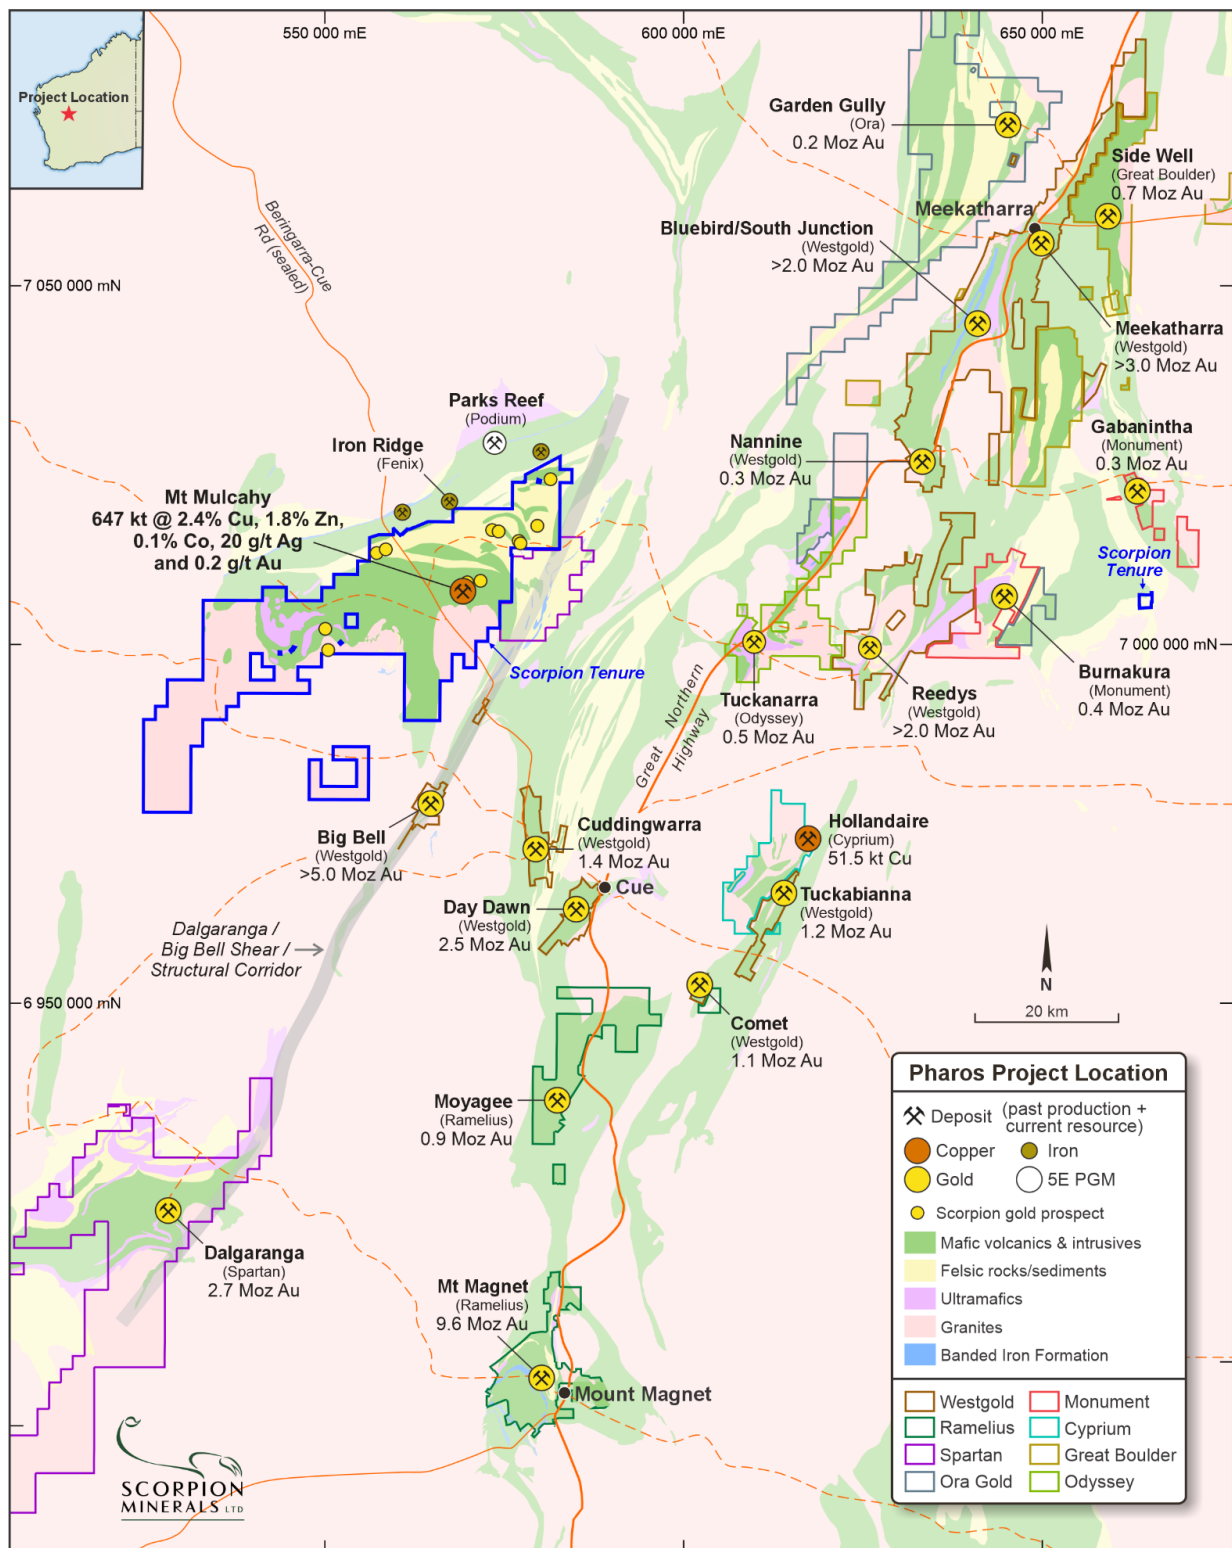 550 000 mE
600 000 mE
650 000 mE
Project Location
Garden Gully
(Ora)
0.2 Moz Au
Side Well
(Great Boulder)
0.7 Moz Au
Meekatharra
Bluebird/South Junction
(Westgold)
>2.0 Moz Au
Beringarra-Cue
Rd (sealed)
7 050 000 mN
Meekatharra
(Westgold)
>3.0 Moz Au
Parks Reef
(Podium)
Iron Ridge
(Fenix)
Nannine
(Westgold)
0.3 Moz Au
Gabanintha
(Monument)
0.3 Moz Au
Mt Mulcahy
647 kt @ 2.4% Cu, 1.8% Zn,
0.1% Co, 20 g/t Ag
and 0.2 g/t Au
Scorpion
Tenure
7 000 000 mN
Scorpion Tenure
Burnakura
(Monument)
0.4 Moz Au
Tuckanarra
(Odyssey)
0.5 Moz Au
Reedys
(Westgold)
>2.0 Moz Au
Great Northern
Highway
Big Bell
(Westgold)
>5.0 Moz Au
Cuddingwarra
(Westgold)
1.4 Moz Au
Hollandaire
(Cyprium)
51.5 kt Cu
Cue
Day Dawn
(Westgold)
2.5 Moz Au
Tuckabianna
(Westgold)
1.2 Moz Au
Dalgaranga /
Big Bell Shear /
Structural Corridor
6 950 000 mN
N
20 km
Comet
(Westgold)
1.1 Moz Au
Moyagee
(Ramelius)
0.9 Moz Au
Dalgaranga
(Spartan)
2.7 Moz Au
Mt Magnet
(Ramelius)
9.6 Moz Au
Mount Magnet
Pharos Project Location
Deposit (past production +
current resource)
Copper Iron
Gold 5E PGM
Scorpion gold prospect
Mafic volcanics & intrusives
Felsic rocks/sediments
Ultramafics
Granites
Banded Iron Formation
Westgold Monument
Ramelius Cyprium
Spartan Great Boulder
Ora Gold Odyssey
SCORPION
MINERALS LTD